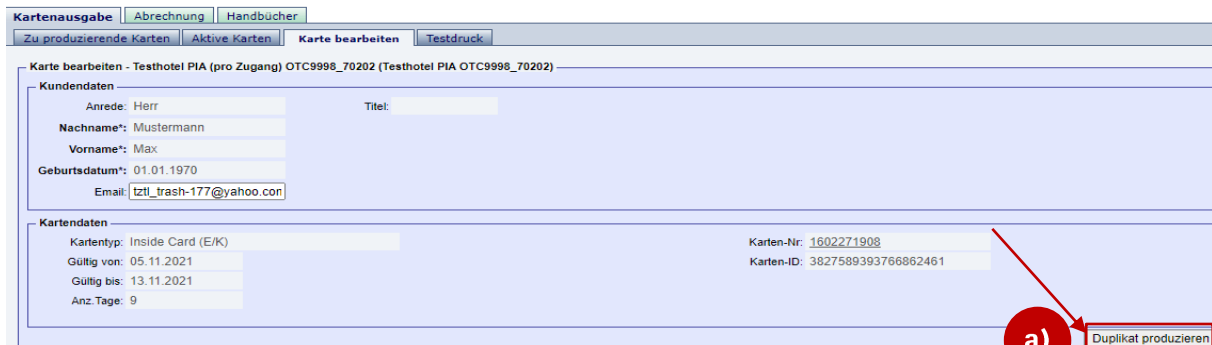 Kartenausgabe Abrechnung Handbücher
Zu produzierende Karten Aktive Karten Karte bearbeiten Testdruck
Karte bearbeiten - Testhotel PIA (pro Zugang) OTC9998_70202 (Testhotel PIA OTC9998_70202)
Kundendaten
Anrede: Herr Titel:
Nachname*: Mustermann
Vorname*: Max
Geburtsdatum*: 01.01.1970
Email: tztl_trash-177@yahoo.con
Kartendaten
Kartentyp: Inside Card (E/K) Karten-Nr: 1602271908
Gültig von: 05.11.2021 Karten-ID: 3827589393766862461
Gültig bis: 13.11.2021
Anz.Tage: 9
a) Duplikat produzieren